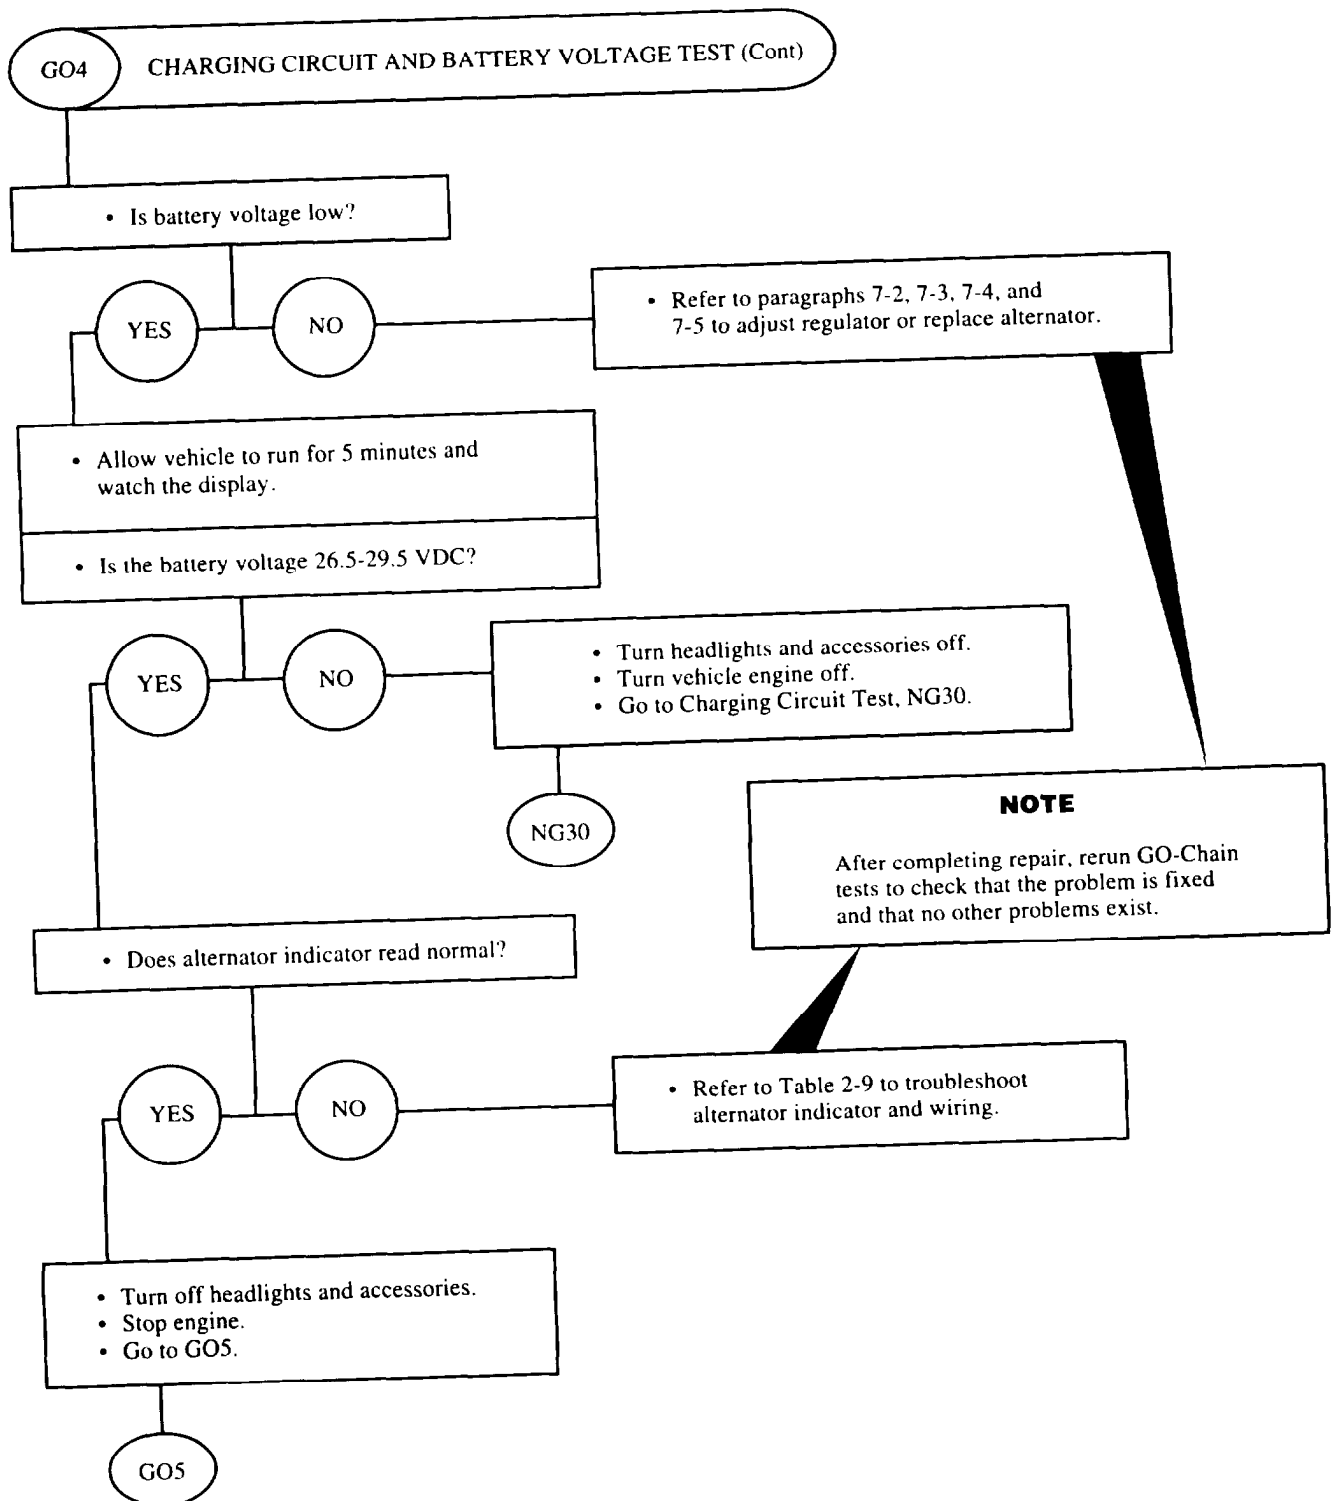 GO4
CHARGING CIRCUIT AND BATTERY VOLTAGE TEST (Cont)
• Is battery voltage low?
YES
NO
• Refer to paragraphs 7-2, 7-3, 7-4, and
7-5 to adjust regulator or replace alternator.
• Allow vehicle to run for 5 minutes and
watch the display.
• Is the battery voltage 26.5-29.5 VDC?
YES
NO
• Turn headlights and accessories off.
• Turn vehicle engine off.
• Go to Charging Circuit Test, NG30.
NG30
NOTE
After completing repair, rerun GO-Chain
tests to check that the problem is fixed
and that no other problems exist.
• Does alternator indicator read normal?
YES
NO
• Refer to Table 2-9 to troubleshoot
alternator indicator and wiring.
• Turn off headlights and accessories.
• Stop engine.
• Go to GO5.
GO5